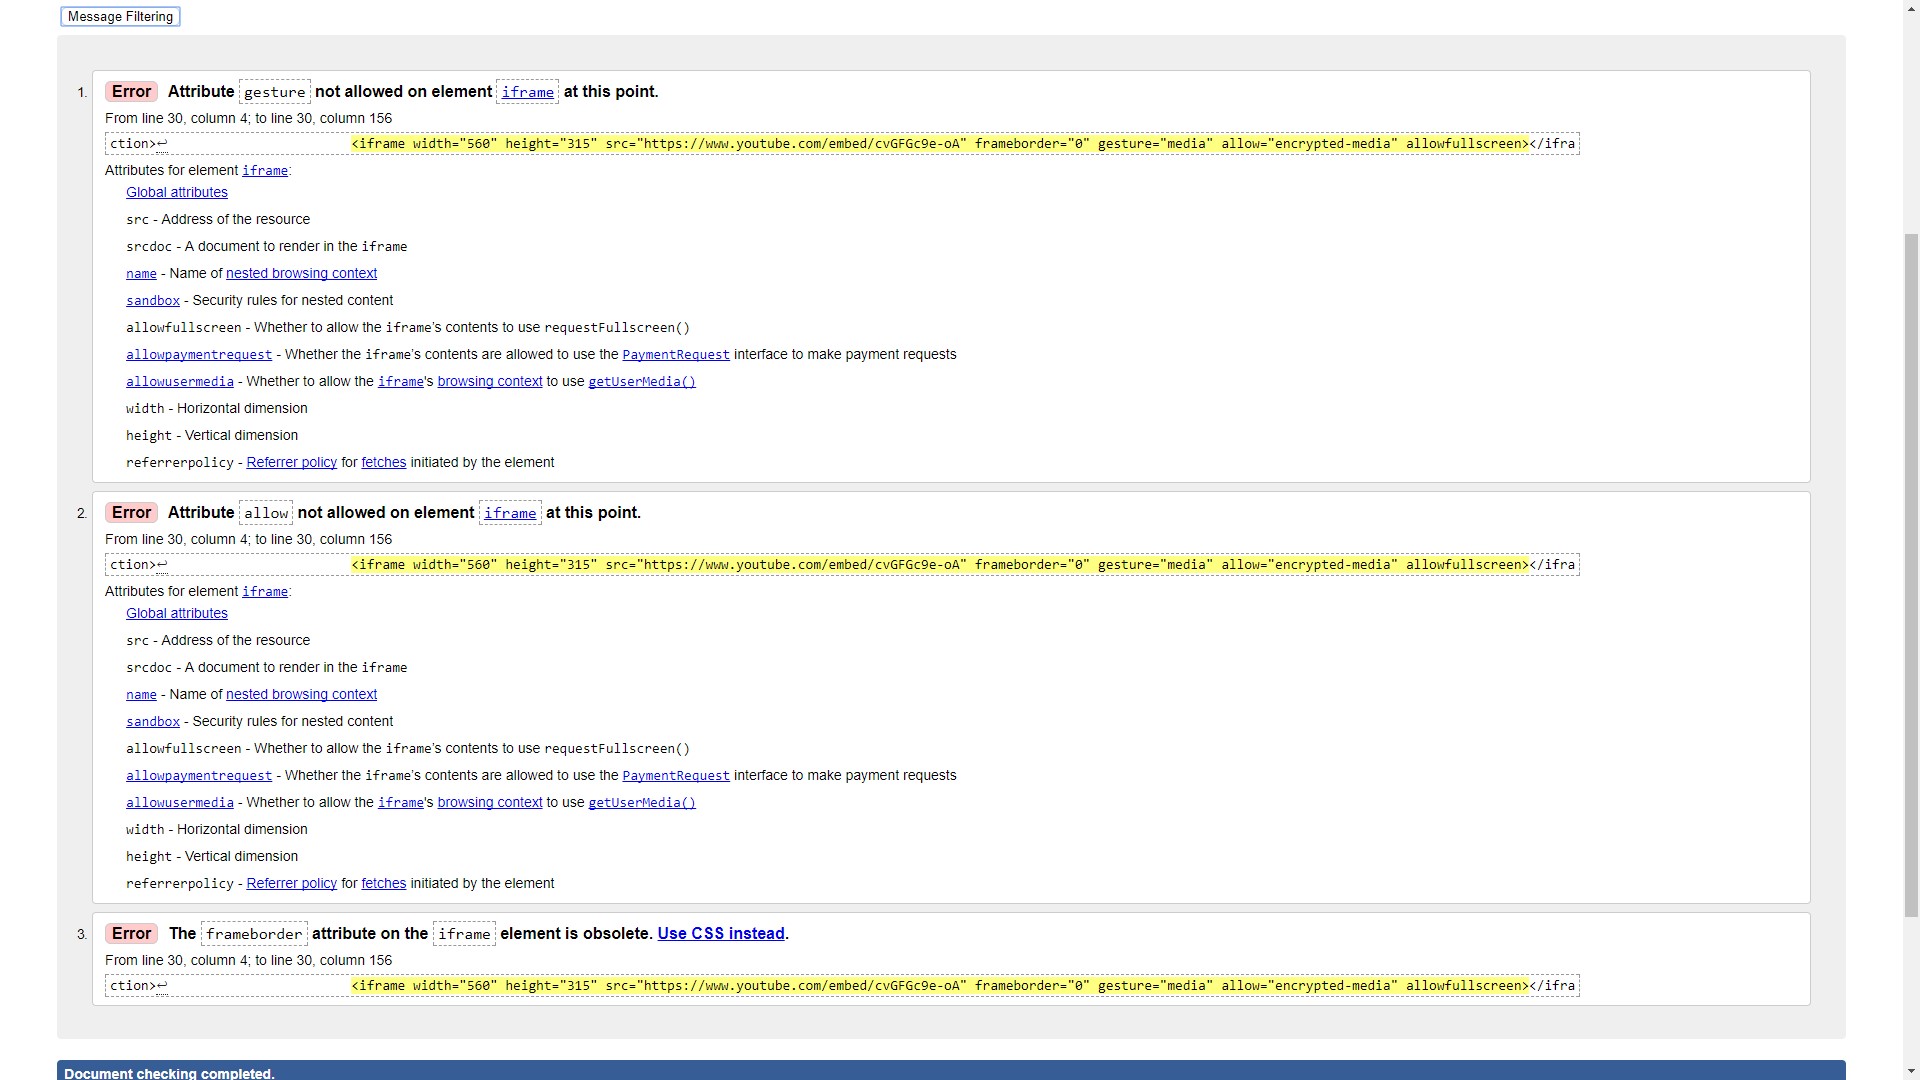 Message Filtering
1. Error Attribute gesture not allowed on element iframe at this point.
From line 30, column 4; to line 30, column 156
ction>↩ <iframe width="560" height="315" src="https://www.youtube.com/embed/cvGFGc9e-oA" frameborder="0" gesture="media" allow="encrypted-media" allowfullscreen></ifra
Attributes for element iframe:
Global attributes
src - Address of the resource
srcdoc - A document to render in the iframe
name - Name of nested browsing context
sandbox - Security rules for nested content
allowfullscreen - Whether to allow the iframe's contents to use requestFullscreen()
allowpaymentrequest - Whether the iframe's contents are allowed to use the PaymentRequest interface to make payment requests
allowusermedia - Whether to allow the iframe's browsing context to use getUserMedia()
width - Horizontal dimension
height - Vertical dimension
referrerpolicy - Referrer policy for fetches initiated by the element
2. Error Attribute allow not allowed on element iframe at this point.
From line 30, column 4; to line 30, column 156
ction>↩ <iframe width="560" height="315" src="https://www.youtube.com/embed/cvGFGc9e-oA" frameborder="0" gesture="media" allow="encrypted-media" allowfullscreen></ifra
Attributes for element iframe:
Global attributes
src - Address of the resource
srcdoc - A document to render in the iframe
name - Name of nested browsing context
sandbox - Security rules for nested content
allowfullscreen - Whether to allow the iframe's contents to use requestFullscreen()
allowpaymentrequest - Whether the iframe's contents are allowed to use the PaymentRequest interface to make payment requests
allowusermedia - Whether to allow the iframe's browsing context to use getUserMedia()
width - Horizontal dimension
height - Vertical dimension
referrerpolicy - Referrer policy for fetches initiated by the element
3. Error The frameborder attribute on the iframe element is obsolete. Use CSS instead.
From line 30, column 4; to line 30, column 156
ction>↩ <iframe width="560" height="315" src="https://www.youtube.com/embed/cvGFGc9e-oA" frameborder="0" gesture="media" allow="encrypted-media" allowfullscreen></ifra
Document checking completed.